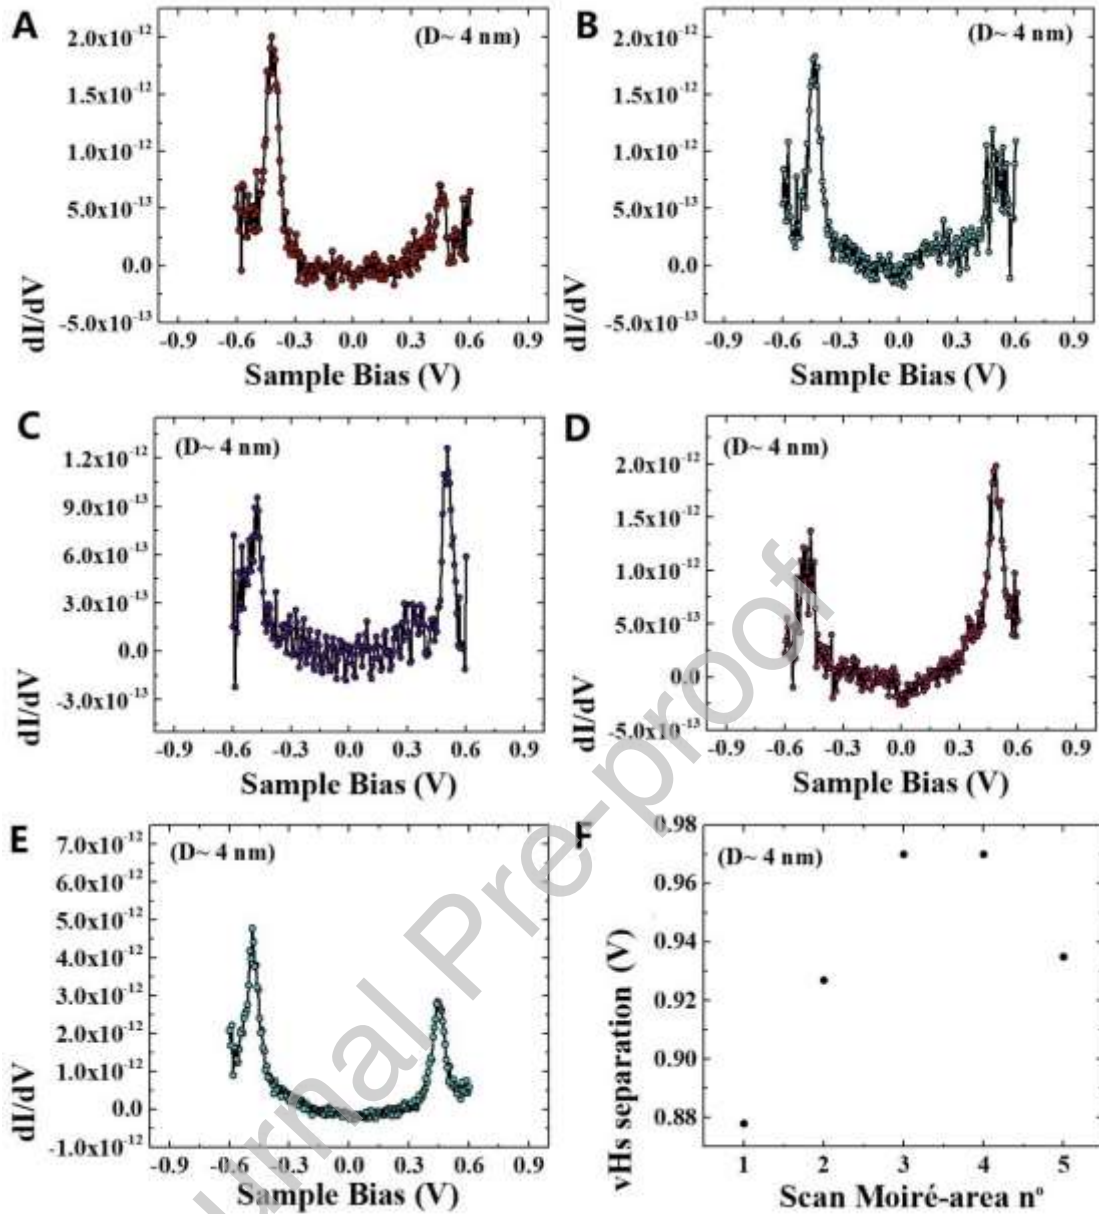 A
(D~ 4 nm)
2.0x10⁻¹²
1.5x10⁻¹²
1.0x10⁻¹²
5.0x10⁻¹³
0.0
-5.0x10⁻¹³
dI/dV
-0.9 -0.6 -0.3 0.0 0.3 0.6 0.9
Sample Bias (V)
B
(D~ 4 nm)
2.0x10⁻¹²
1.5x10⁻¹²
1.0x10⁻¹²
5.0x10⁻¹³
0.0
-5.0x10⁻¹³
dI/dV
-0.9 -0.6 -0.3 0.0 0.3 0.6 0.9
Sample Bias (V)
C
(D~ 4 nm)
1.2x10⁻¹²
9.0x10⁻¹³
6.0x10⁻¹³
3.0x10⁻¹³
0.0
-3.0x10⁻¹³
dI/dV
-0.9 -0.6 -0.3 0.0 0.3 0.6 0.9
Sample Bias (V)
D
(D~ 4 nm)
2.0x10⁻¹²
1.5x10⁻¹²
1.0x10⁻¹²
5.0x10⁻¹³
0.0
-5.0x10⁻¹³
dI/dV
-0.9 -0.6 -0.3 0.0 0.3 0.6 0.9
Sample Bias (V)
E
(D~ 4 nm)
7.0x10⁻¹²
6.0x10⁻¹²
5.0x10⁻¹²
4.0x10⁻¹²
3.0x10⁻¹²
2.0x10⁻¹²
1.0x10⁻¹²
0.0
-1.0x10⁻¹²
dI/dV
-0.9 -0.6 -0.3 0.0 0.3 0.6 0.9
Sample Bias (V)
F
(D~ 4 nm)
0.98
0.96
0.94
0.92
0.90
0.88
vHs separation (V)
1 2 3 4 5
Scan Moiré-area nº
urnal Pre-proof